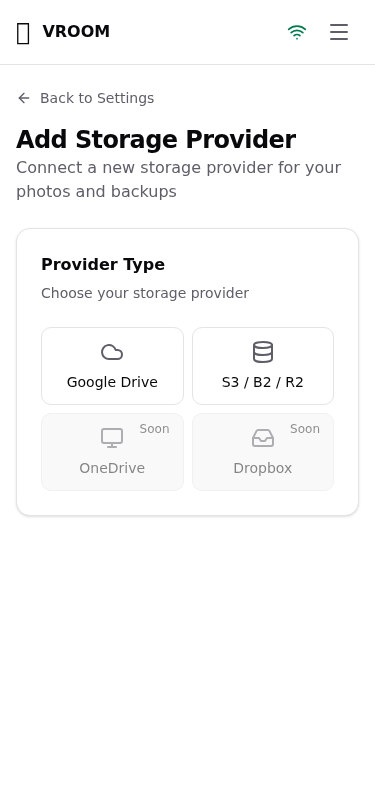 VROOM
Back to Settings
Add Storage Provider
Connect a new storage provider for your
photos and backups
Provider Type
Choose your storage provider
Google Drive
S3 / B2 / R2
Soon
OneDrive
Soon
Dropbox